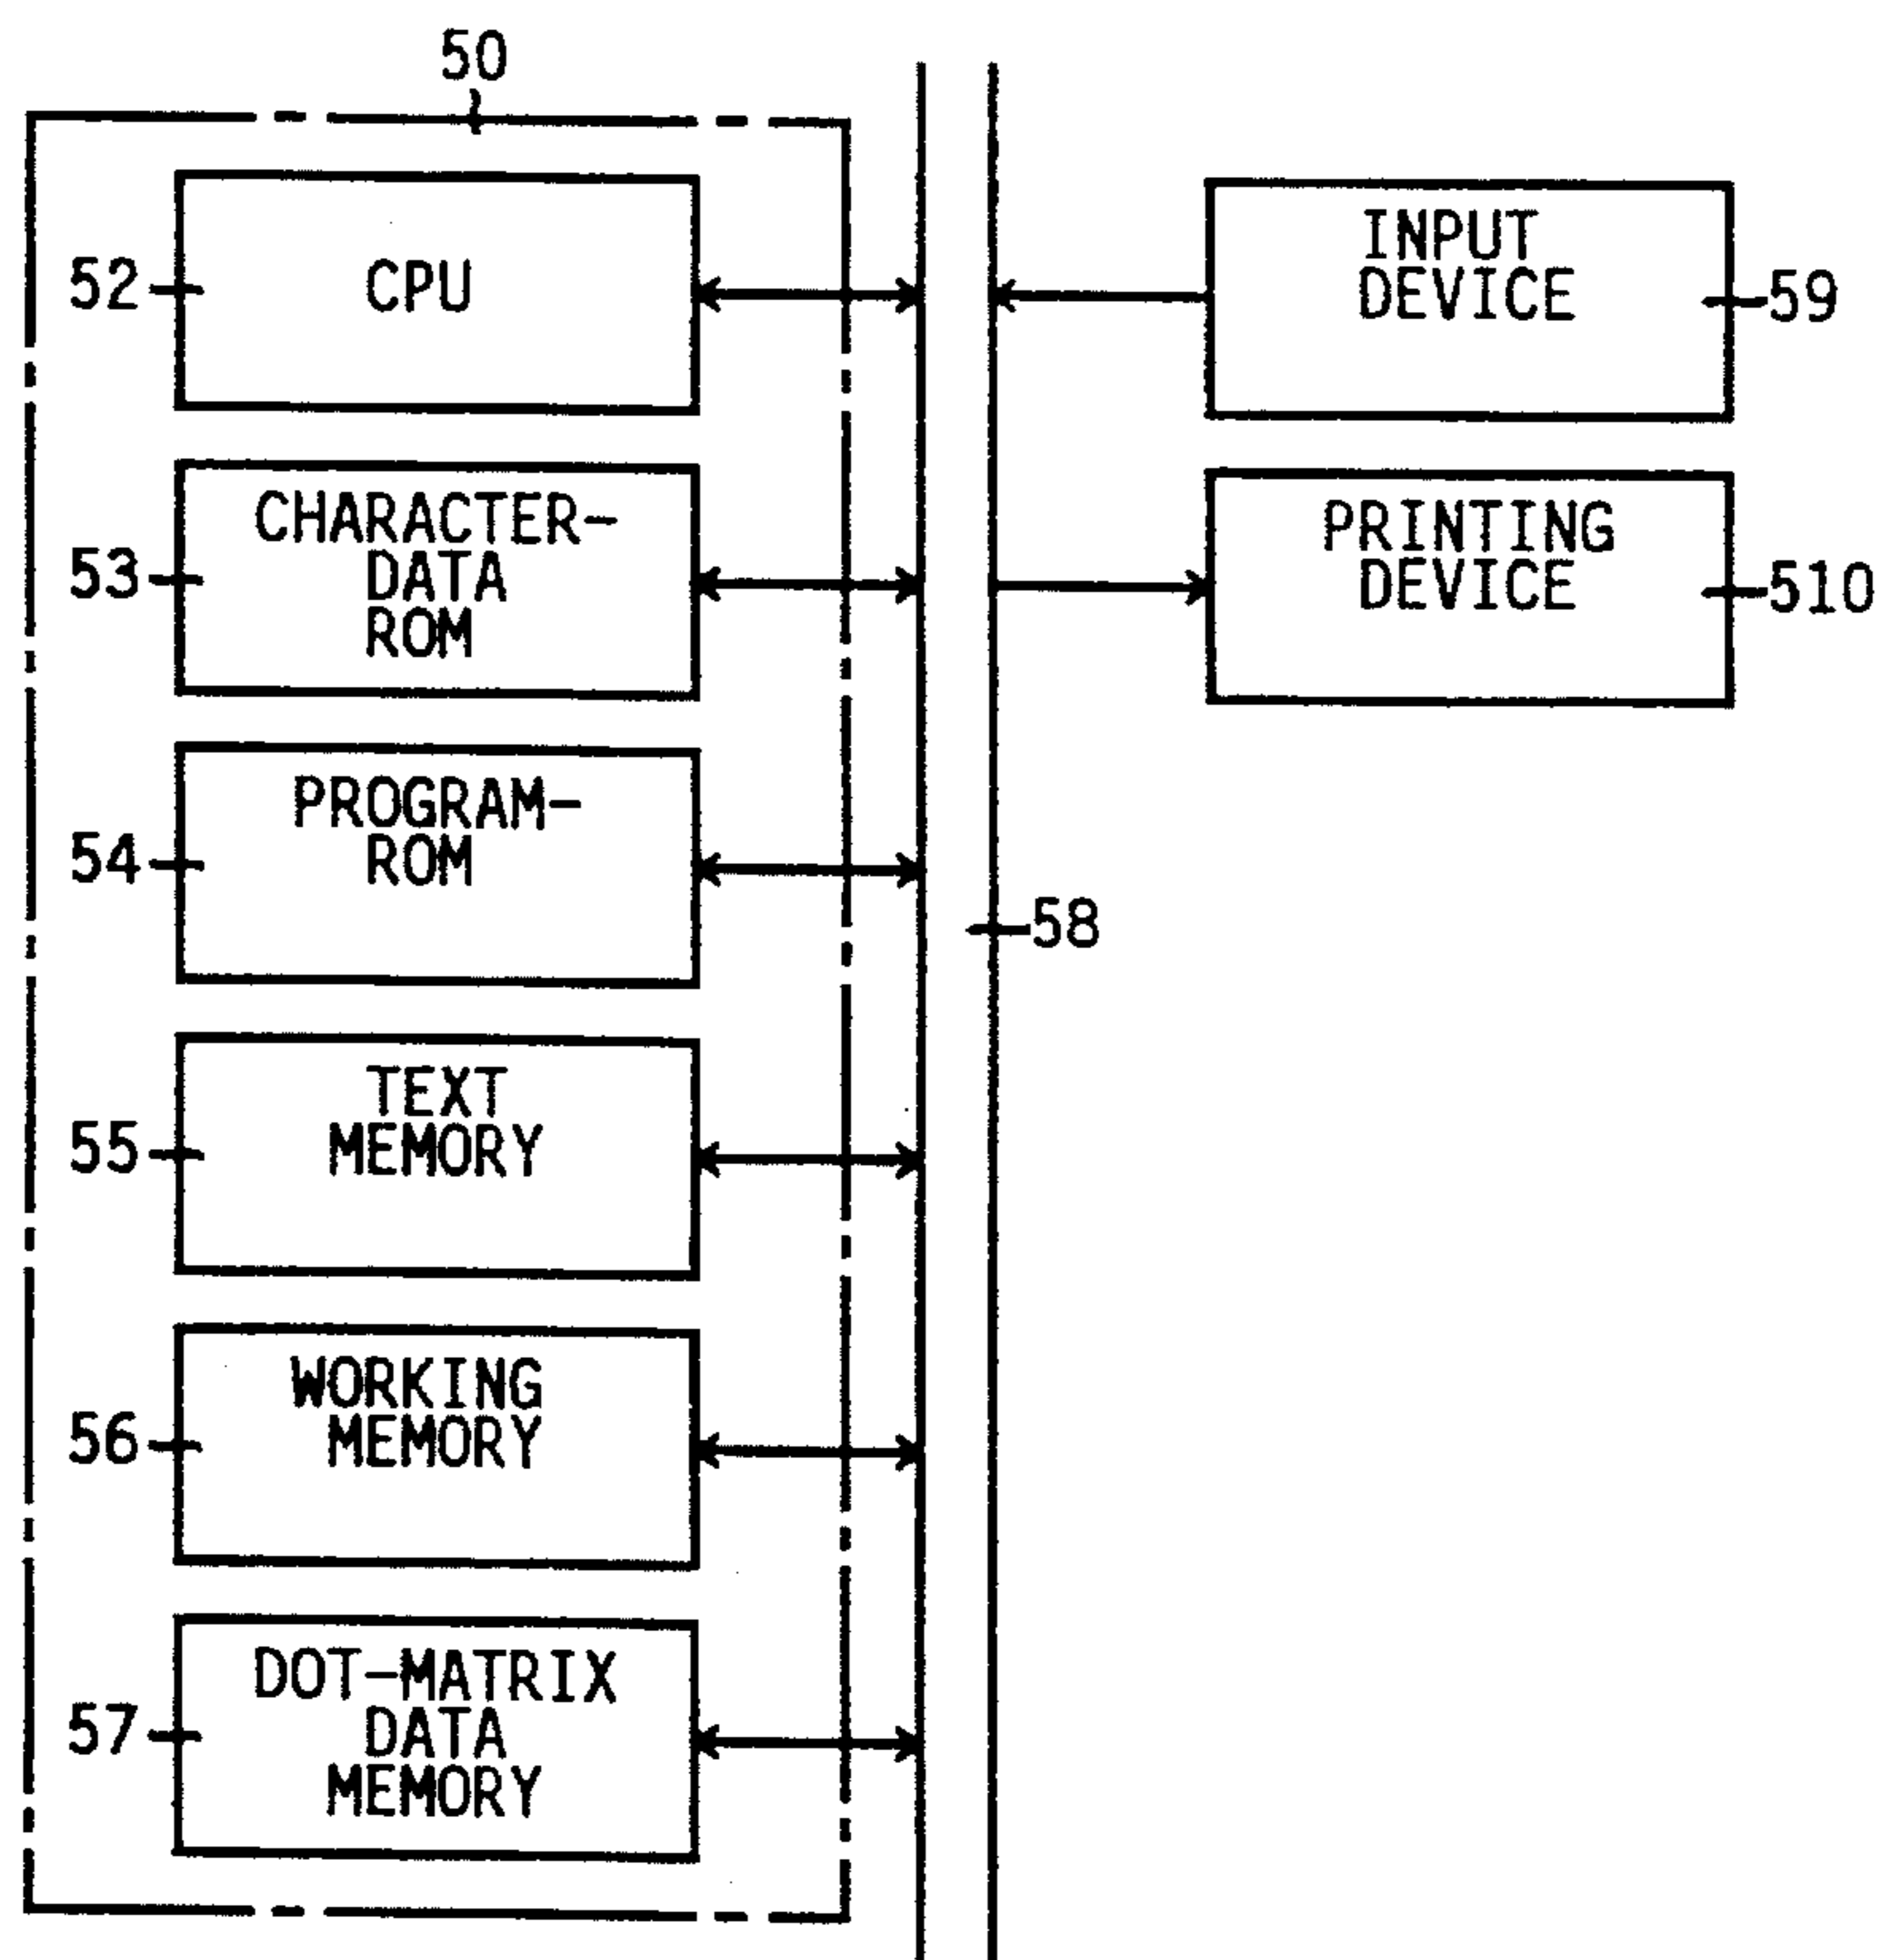 50
52
CPU
53
CHARACTER-
DATA
ROM
54
PROGRAM-
ROM
55
TEXT
MEMORY
56
WORKING
MEMORY
57
DOT-MATRIX
DATA
MEMORY
58
INPUT
DEVICE
59
PRINTING
DEVICE
510